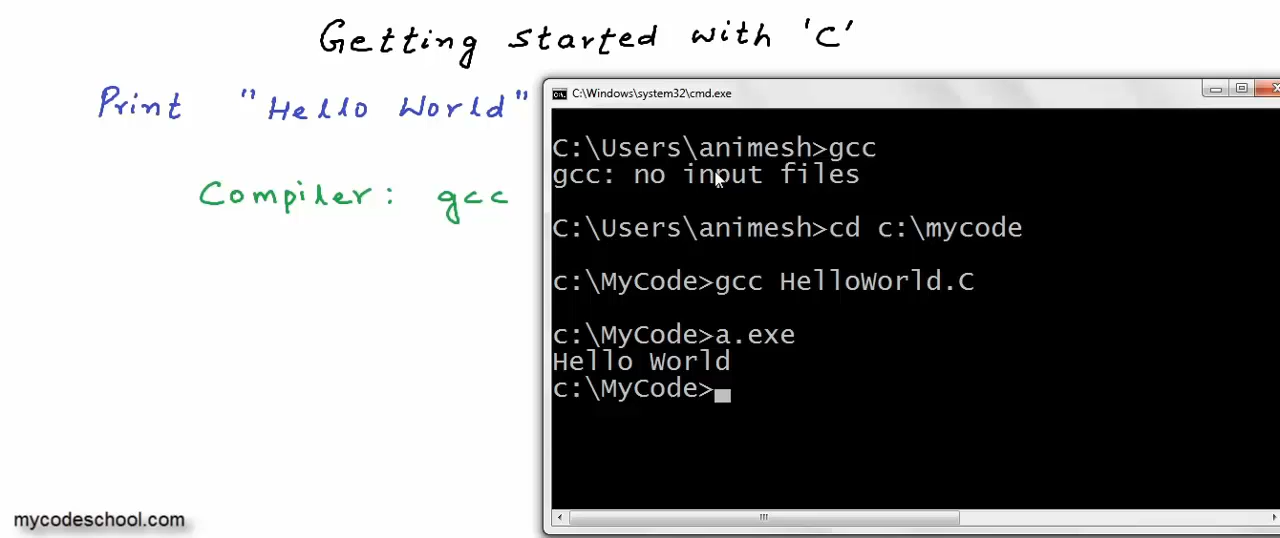 Getting started with 'C'
Print "Hello World"
Compiler: gcc
C:\Windows\system32\cmd.exe
C:\Users\animesh>gcc
gcc: no input files
C:\Users\animesh>cd c:\mycode
c:\MyCode>gcc HelloWorld.C
c:\MyCode>a.exe
Hello World
c:\MyCode>
mycodeschool.com